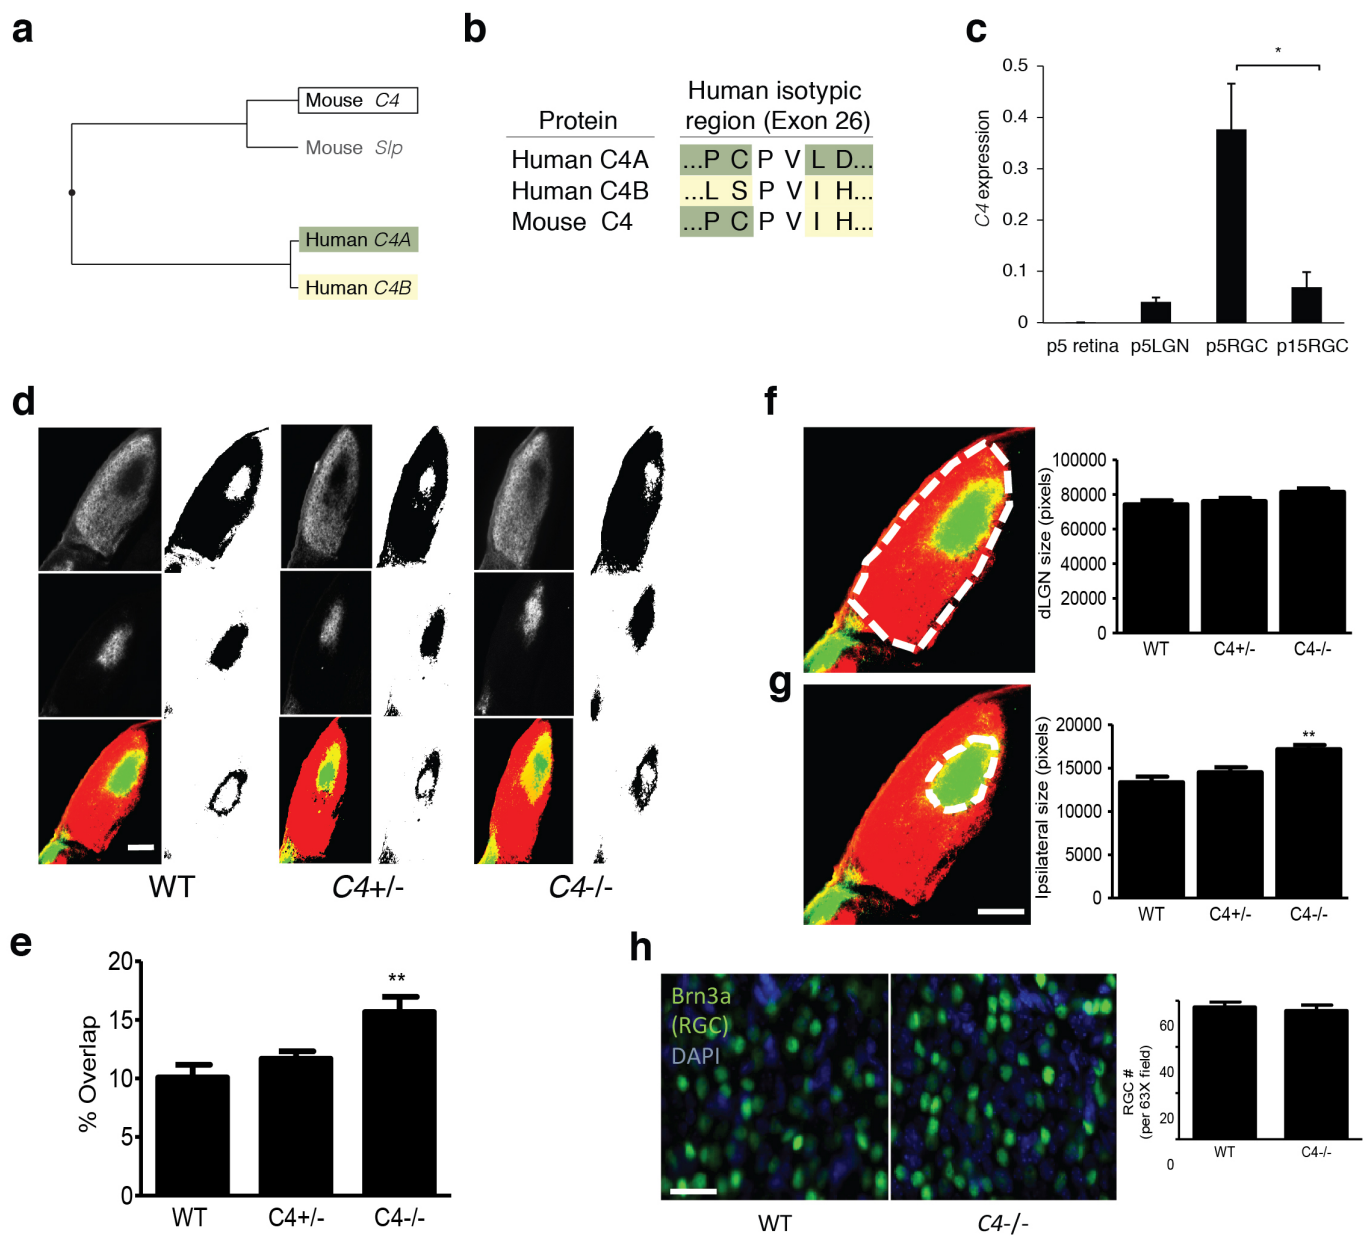 a
Mouse C4
Mouse Slp
Human C4A
Human C4B
b
Protein
Human isotypic
region (Exon 26)
Human C4A ...P C P V L D...
Human C4B ...L S P V I H...
Mouse C4 ...P C P V I H...
c
*
C4 expression
0.5
0.4
0.3
0.2
0.1
0
p5 retina p5LGN p5RGC p15RGC
d
WT C4+/- C4-/-
e
% Overlap
20
15
10
5
0
**
WT C4+/- C4-/-
f
dLGN size (pixels)
100000
80000
60000
40000
20000
0
WT C4+/- C4-/-
g
Ipsilateral size (pixels)
20000
15000
10000
5000
0
**
WT C4+/- C4-/-
h
Brn3a
(RGC)
DAPI
WT C4-/-
RGC #
(per 63X field)
60
40
20
0
WT C4-/-